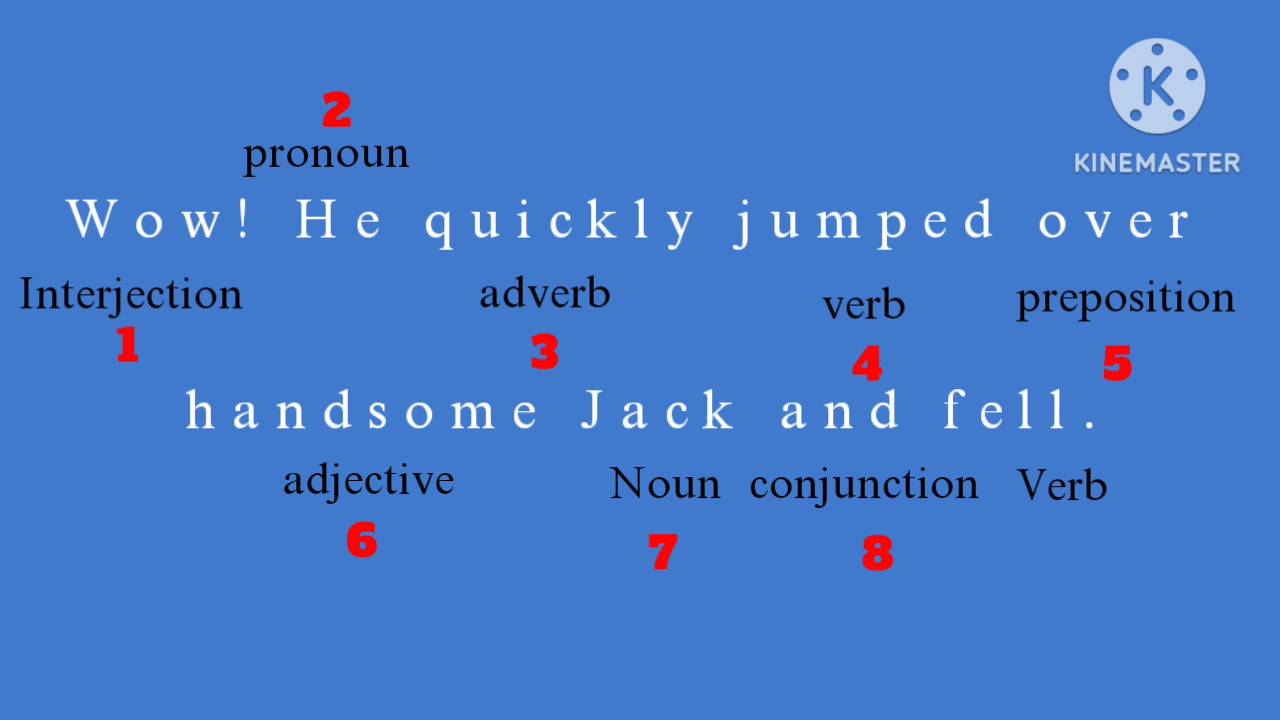 2
pronoun
K
KINEMASTER
Wow! He quickly jumped over
Interjection adverb verb preposition
1 3 4 5
handsome Jack and fell.
adjective Noun conjunction Verb
6 7 8